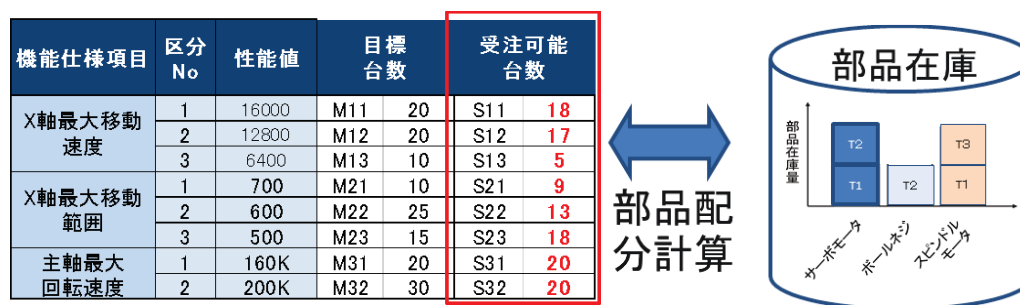 機能仕様項目 区分No 性能値 目標台数 受注可能台数
X軸最大移動速度 1 16000 M11 20 S11 18
2 12800 M12 20 S12 17
3 6400 M13 10 S13 5
X軸最大移動範囲 1 700 M21 10 S21 9
2 600 M22 25 S22 13
3 500 M23 15 S23 18
主軸最大回転速度 1 160K M31 20 S31 20
2 200K M32 30 S32 20
部品配
分計算
部品在庫
部品在庫量
T2 T3
T1 T2 T1
サーボモータ
ボールネジ
スピンドル
モータ